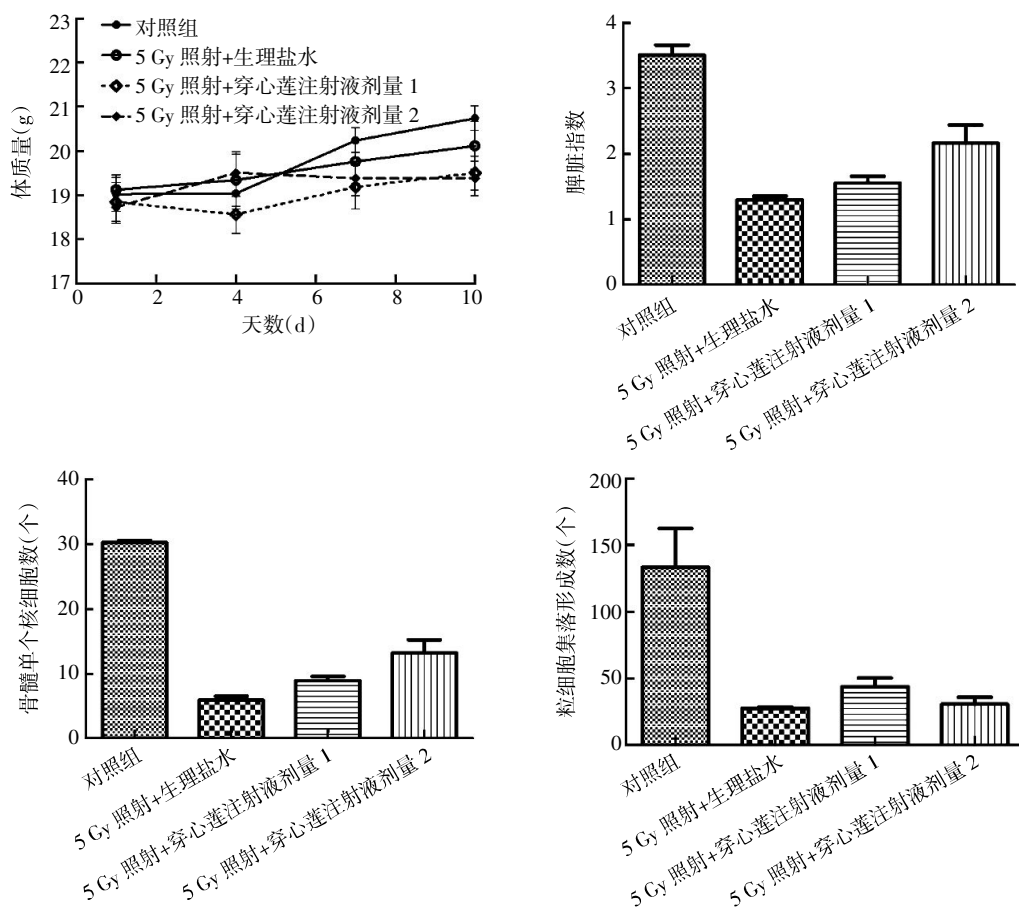 23
22
21
20
19
18
17
体质量(g)
对照组
5 Gy 照射+生理盐水
5 Gy 照射+穿心莲注射液剂量 1
5 Gy 照射+穿心莲注射液剂量 2
0 2 4 6 8 10
天数(d)
4
3
2
1
0
脾脏指数
对照组
5 Gy 照射+生理盐水
5 Gy 照射+穿心莲注射液剂量 1
5 Gy 照射+穿心莲注射液剂量 2
40
30
20
10
0
骨髓单个核细胞数(个)
对照组
5 Gy 照射+生理盐水
5 Gy 照射+穿心莲注射液剂量 1
5 Gy 照射+穿心莲注射液剂量 2
200
150
100
50
0
粒细胞集落形成数(个)
对照组
5 Gy 照射+生理盐水
5 Gy 照射+穿心莲注射液剂量 1
5 Gy 照射+穿心莲注射液剂量 2